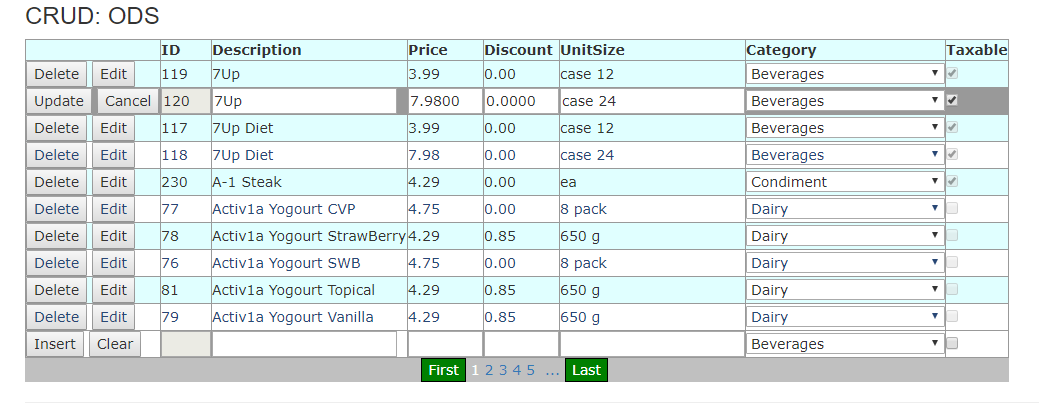 CRUD: ODS
ID Description Price Discount UnitSize Category Taxable
Delete Edit 119 7Up 3.99 0.00 case 12 Beverages
Update Cancel 120 7Up 7.9800 0.0000 case 24 Beverages
Delete Edit 117 7Up Diet 3.99 0.00 case 12 Beverages
Delete Edit 118 7Up Diet 7.98 0.00 case 24 Beverages
Delete Edit 230 A-1 Steak 4.29 0.00 ea Condiment
Delete Edit 77 Activ1a Yogourt CVP 4.75 0.00 8 pack Dairy
Delete Edit 78 Activ1a Yogourt StrawBerry 4.29 0.85 650 g Dairy
Delete Edit 76 Activ1a Yogourt SWB 4.75 0.00 8 pack Dairy
Delete Edit 81 Activ1a Yogourt Topical 4.29 0.85 650 g Dairy
Delete Edit 79 Activ1a Yogourt Vanilla 4.29 0.85 650 g Dairy
Insert Clear Beverages
First 1 2 3 4 5 ... Last